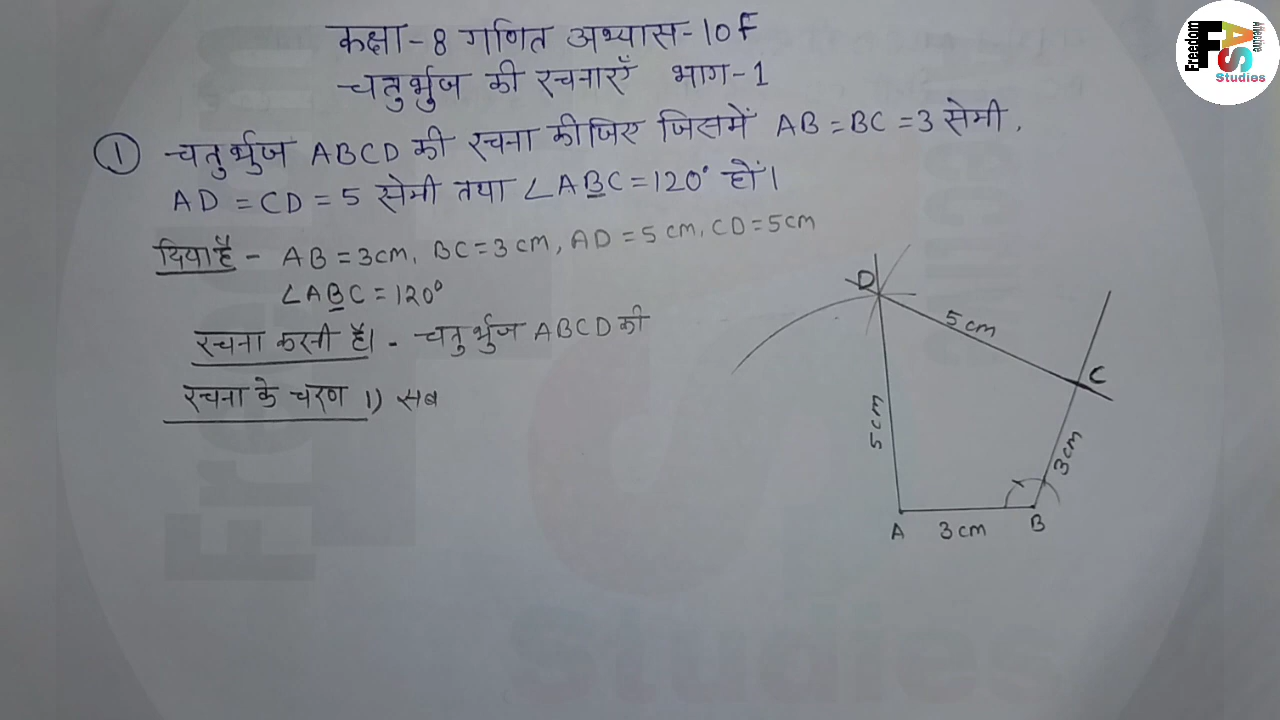 कक्षा-8 गणित अभ्यास-10F
चतुर्भुज की रचनाएँ भाग-1
① चतुर्भुज ABCD की रचना कीजिए जिसमें AB=BC=3 सेमी,
AD=CD=5 सेमी तथा ∠ABC=120° हों।
दिया है - AB=3cm, BC=3cm, AD=5cm, CD=5cm
∠ABC=120°
रचना करनी है। - चतुर्भुज ABCD की
रचना के चरण 1) सब
D
5cm
C
5cm
3cm
A 3cm B
Freedom
FAS
Affective
Studies